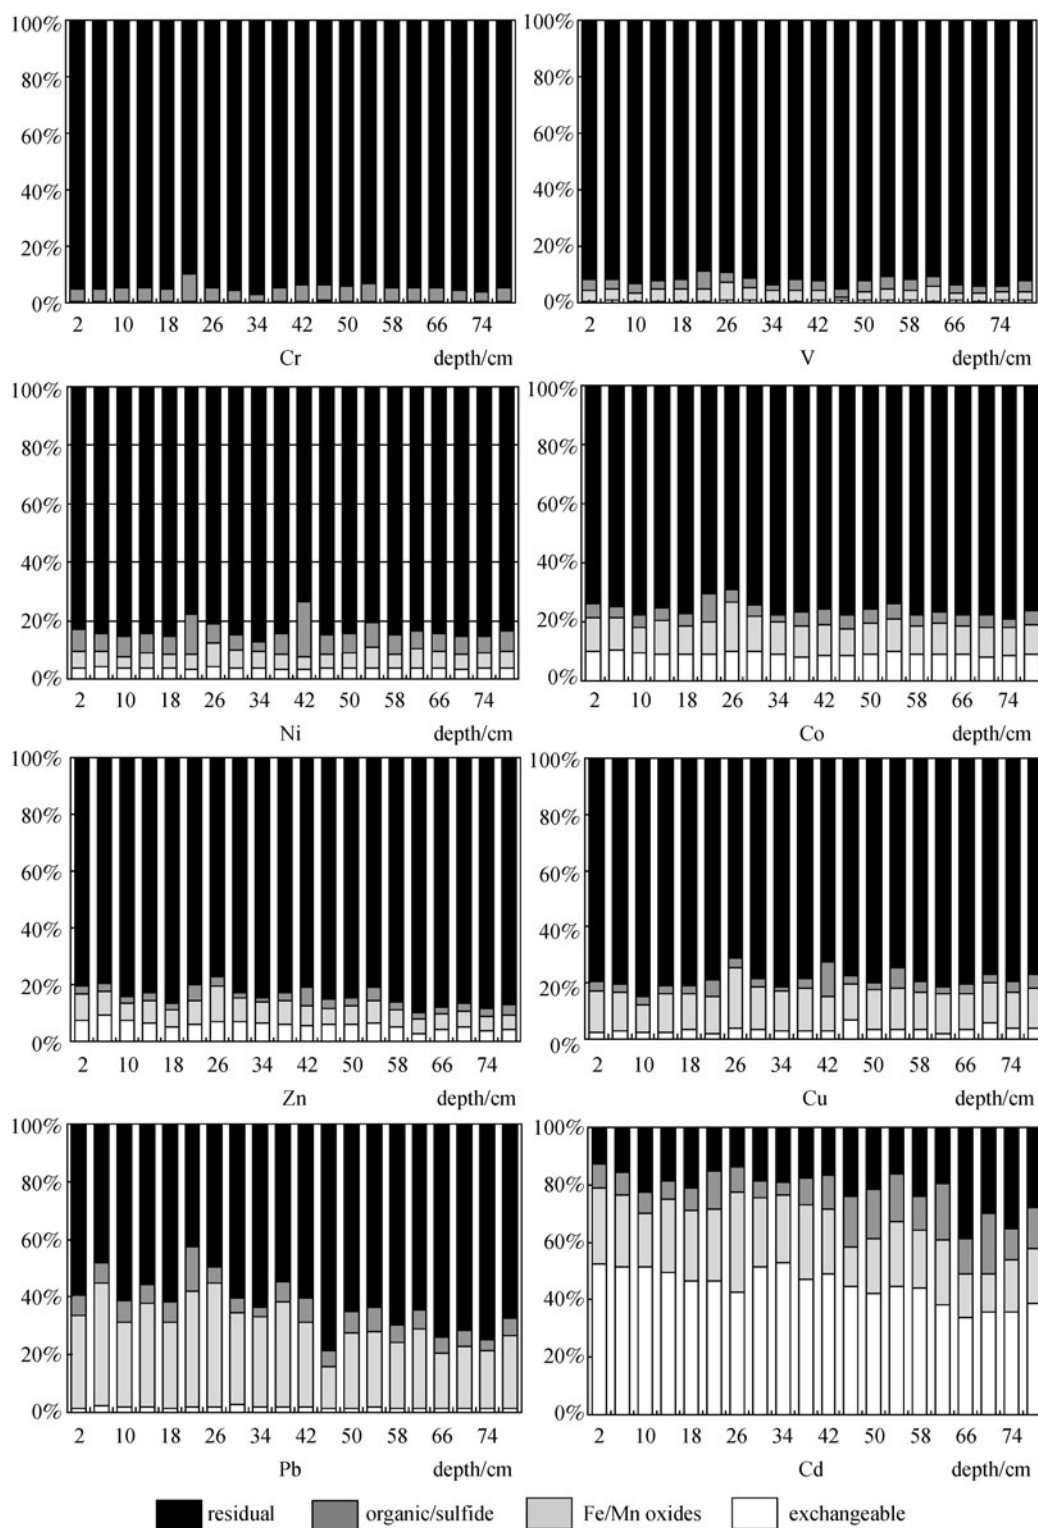 100%
80%
60%
40%
20%
0%
2 10 18 26 34 42 50 58 66 74
Cr depth/cm
100%
80%
60%
40%
20%
0%
2 10 18 26 34 42 50 58 66 74
V depth/cm
100%
80%
60%
40%
20%
0%
2 10 18 26 34 42 50 58 66 74
Ni depth/cm
100%
80%
60%
40%
20%
0%
2 10 18 26 34 42 50 58 66 74
Co depth/cm
100%
80%
60%
40%
20%
0%
2 10 18 26 34 42 50 58 66 74
Zn depth/cm
100%
80%
60%
40%
20%
0%
2 10 18 26 34 42 50 58 66 74
Cu depth/cm
100%
80%
60%
40%
20%
0%
2 10 18 26 34 42 50 58 66 74
Pb depth/cm
100%
80%
60%
40%
20%
0%
2 10 18 26 34 42 50 58 66 74
Cd depth/cm
residual organic/sulfide Fe/Mn oxides exchangeable